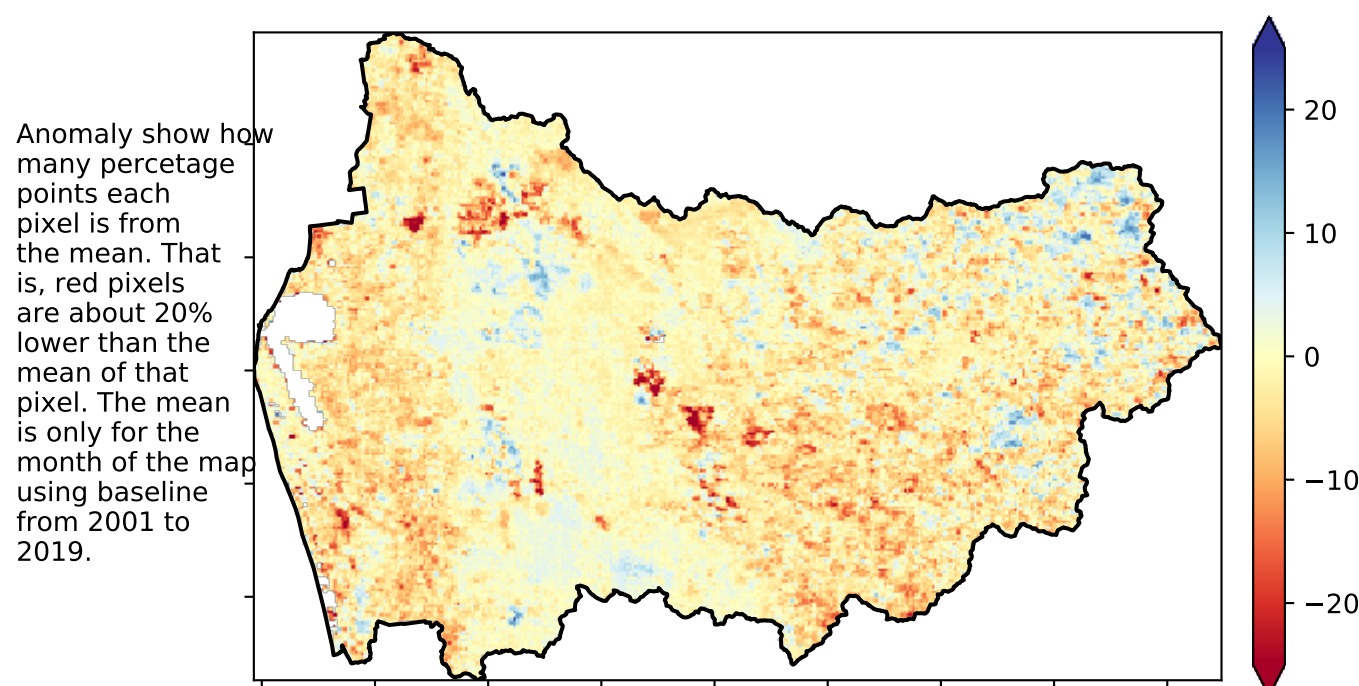 Anomaly show how
many percetage
points each
pixel is from
the mean. That
is, red pixels
are about 20%
lower than the
mean of that
pixel. The mean
is only for the
month of the map
using baseline
from 2001 to
2019.
20
10
0
−10
−20